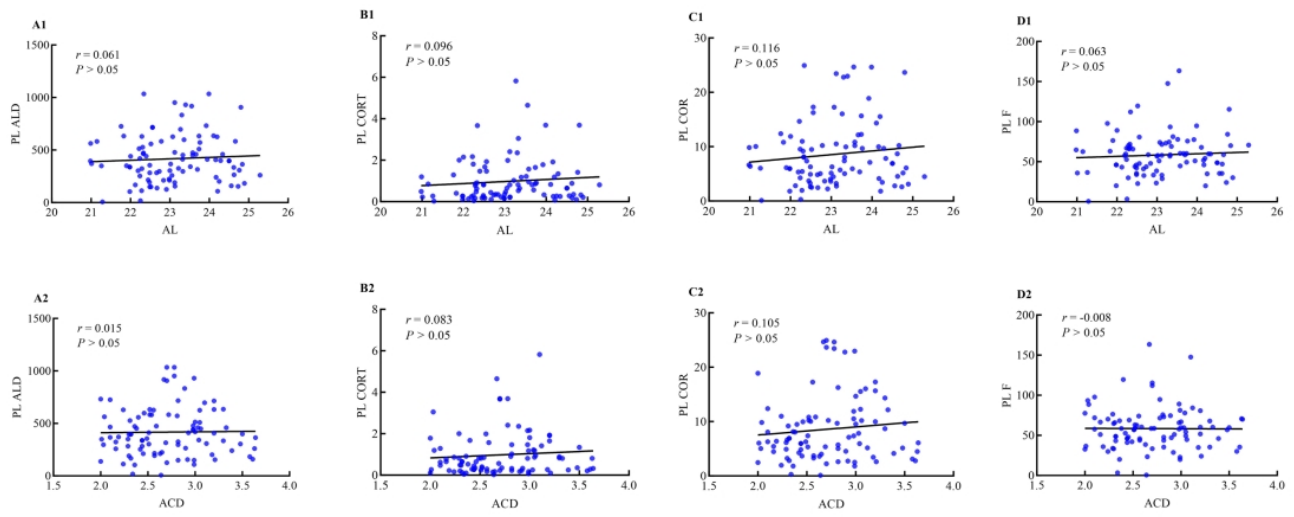 A1
r = 0.061
P > 0.05
PL ALD
1500
1000
500
0
20 21 22 23 24 25 26
AL
B1
r = 0.096
P > 0.05
PL CORT
8
6
4
2
0
20 21 22 23 24 25 26
AL
C1
r = 0.116
P > 0.05
PL COR
30
20
10
0
20 21 22 23 24 25 26
AL
D1
r = 0.063
P > 0.05
PL F
200
150
100
50
0
20 21 22 23 24 25 26
AL
A2
r = 0.015
P > 0.05
PL ALD
1500
1000
500
0
1.5 2.0 2.5 3.0 3.5 4.0
ACD
B2
r = 0.083
P > 0.05
PL CORT
8
6
4
2
0
1.5 2.0 2.5 3.0 3.5 4.0
ACD
C2
r = 0.105
P > 0.05
PL COR
30
20
10
0
1.5 2.0 2.5 3.0 3.5 4.0
ACD
D2
r = -0.008
P > 0.05
PL F
200
150
100
50
0
1.5 2.0 2.5 3.0 3.5 4.0
ACD